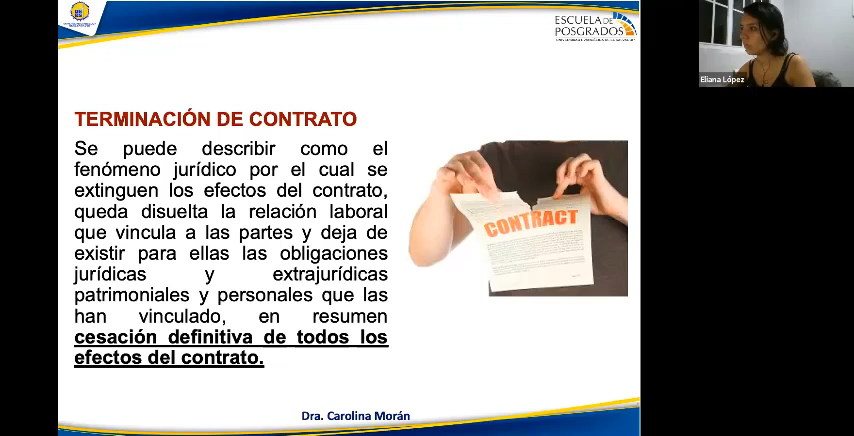 ESCUELA DE
POSGRADOS
TERMINACIÓN DE CONTRATO
Se puede describir como el
fenómeno jurídico por el cual se
extinguen los efectos del contrato,
queda disuelta la relación laboral
que vincula a las partes y deja de
existir para ellas las obligaciones
jurídicas y extrajurídicas
patrimoniales y personales que las
han vinculado, en resumen
cesación definitiva de todos los
efectos del contrato.
CONTRACT
Dra. Carolina Morán
Eliana López